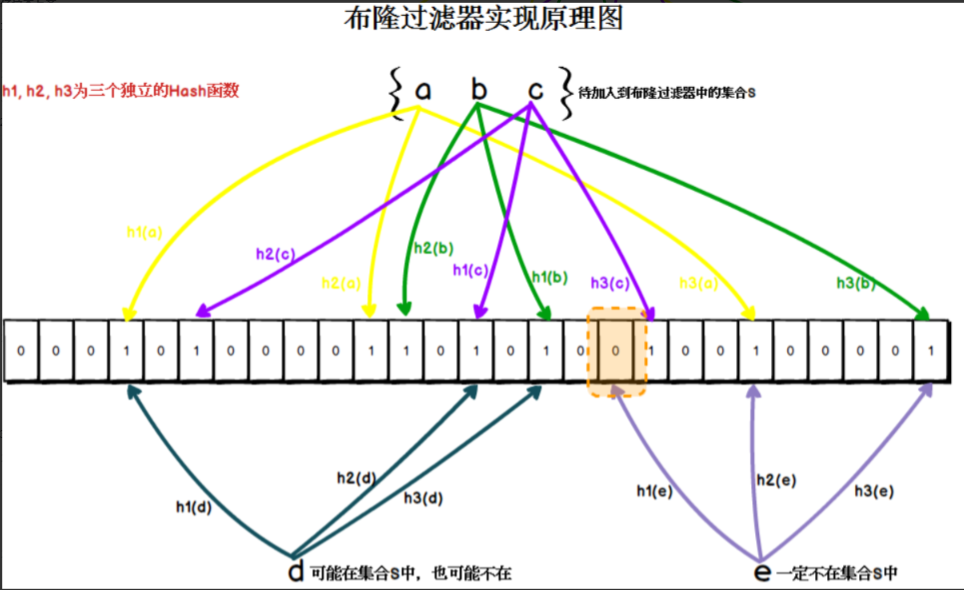 布隆过滤器实现原理图
h1, h2, h3为三个独立的Hash函数
{ a b c } 待加入到布隆过滤器中的集合S
h1(a)
h2(c)
h2(a)
h2(b)
h1(c)
h1(b)
h3(c)
h3(a)
h3(b)
0 0 0 1 0 1 0 0 0 0 1 1 0 1 0 1 0 0 1 0 0 1 0 0 0 0 1
h1(d)
h2(d)
h3(d)
h1(e)
h2(e)
h3(e)
d 可能在集合S中，也可能不在
e 一定不在集合S中